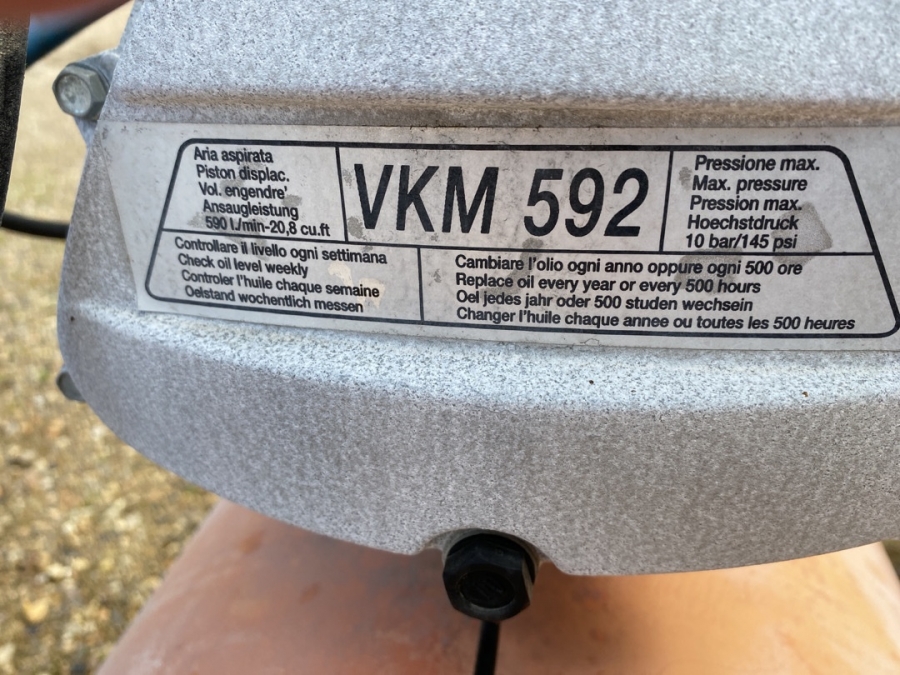 Aria aspirata
Piston displac.
Vol. engendre'
Ansaugleistung
590 l./min-20,8 cu.ft
VKM 592
Pressione max.
Max. pressure
Pression max.
Hoechstdruck
10 bar/145 psi
Controllare il livello ogni settimana
Check oil level weekly
Controler l'huile chaque semaine
Oelstand wochentlich messen
Cambiare l'olio ogni anno oppure ogni 500 ore
Replace oil every year or every 500 hours
Oel jedes jahr oder 500 studen wechsein
Changer l'huile chaque annee ou toutes les 500 heures